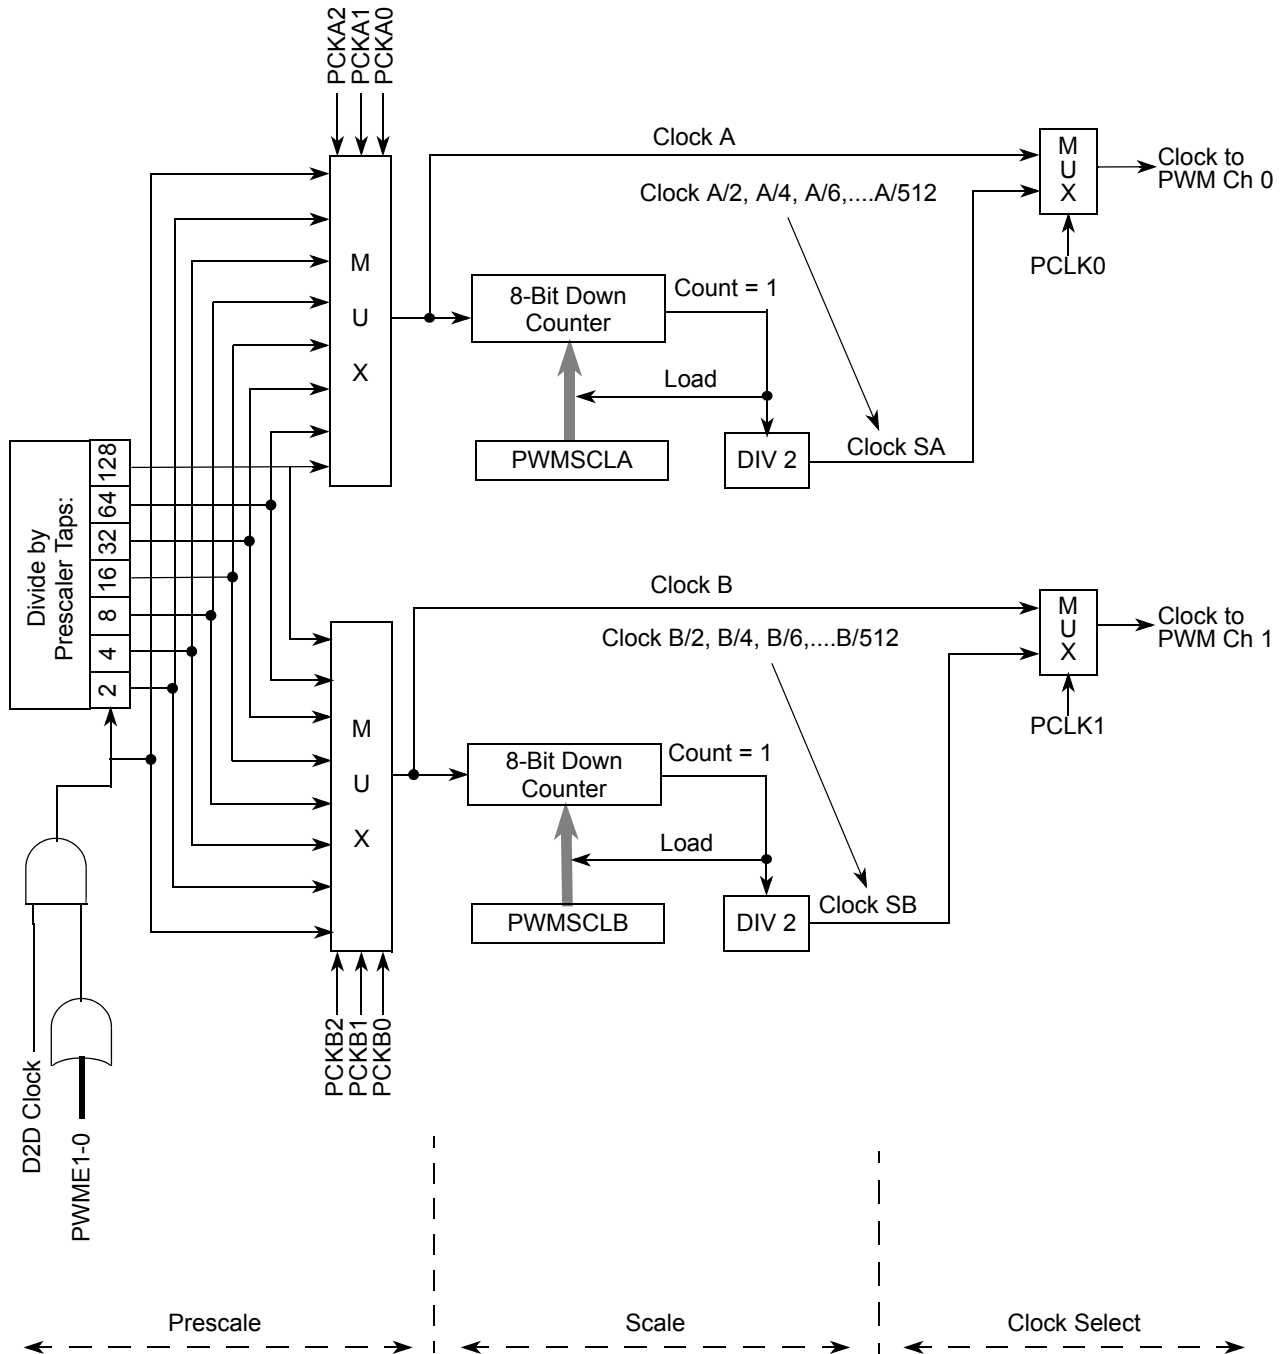 PCKA2
PCKA1
PCKA0
Clock A
Clock A/2, A/4, A/6,....A/512
M
U
X
Clock to
PWM Ch 0
PCLK0
M
U
X
8-Bit Down
Counter
Count = 1
Load
PWMSCLA
DIV 2
Clock SA
Divide by
Prescaler Taps:
128
64
32
16
8
4
2
Clock B
Clock B/2, B/4, B/6,....B/512
M
U
X
Clock to
PWM Ch 1
PCLK1
M
U
X
8-Bit Down
Counter
Count = 1
Load
PWMSCLB
DIV 2
Clock SB
PCKB2
PCKB1
PCKB0
D2D Clock
PWME1-0
Prescale
Scale
Clock Select